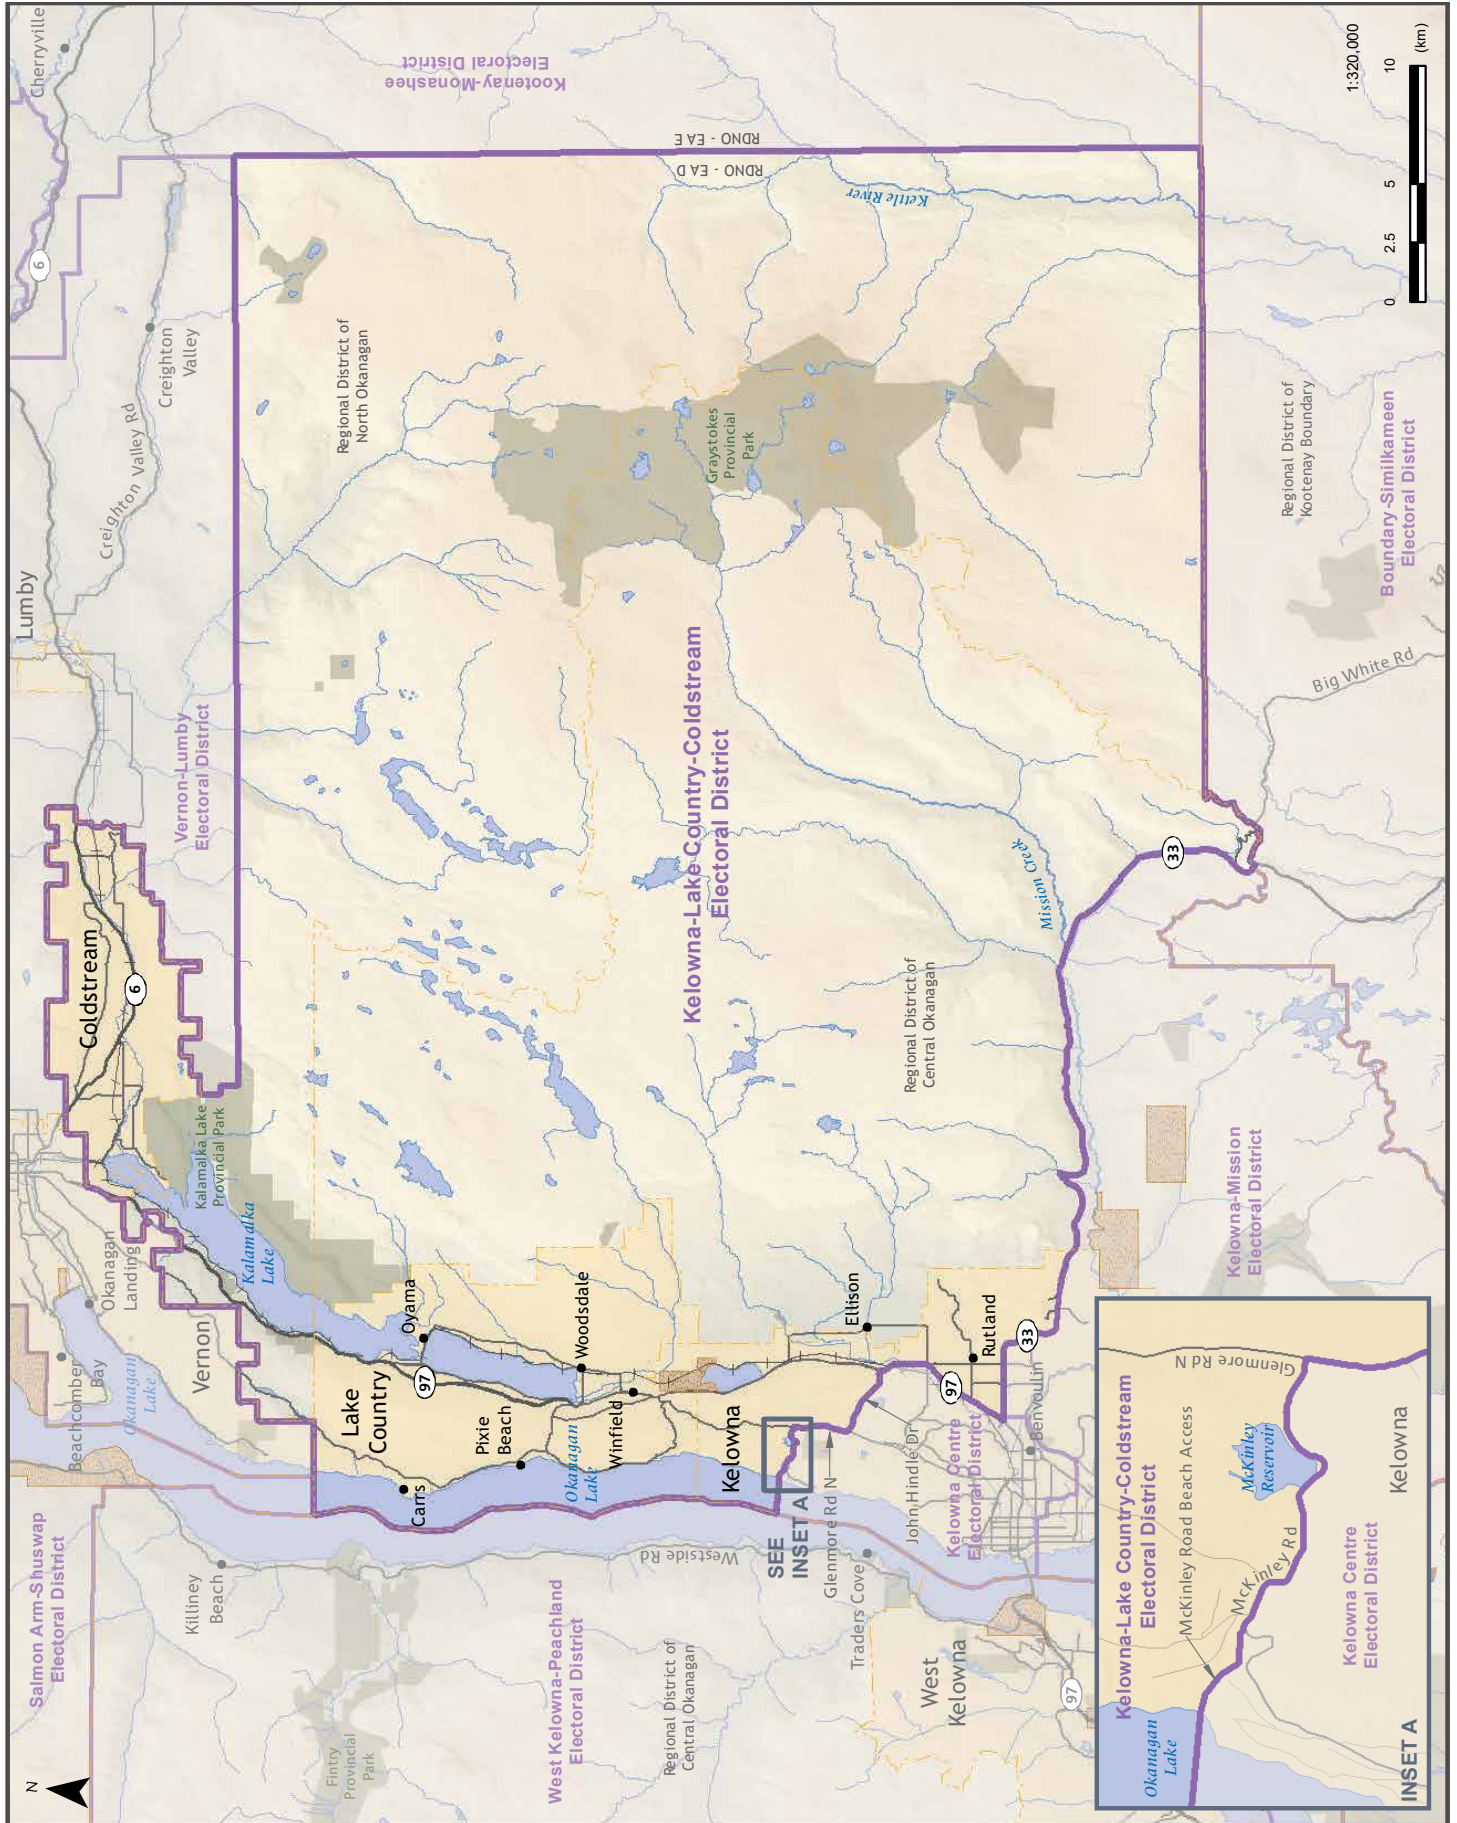 Cherryville
6
Kootenay-Monashee
Electoral District
RDNO - EA E
RDNO - EA D
Kettle River
1:320,000
0
2.5
5
10
(km)
Creighton
Valley
Creighton Valley Rd
Lumby
Regional District of
North Okanagan
Graystokes
Provincial
Park
Regional District of
Kootenay Boundary
Boundary-Similkameen
Electoral District
Big White Rd
Vernon-Lumby
Electoral District
Kelowna-Lake Country-Coldstream
Electoral District
Mission Creek
33
Coldstream
6
Regional District of
Central Okanagan
Kalamalka Lake
Provincial Park
Kalamalka
Lake
Kelowna-Mission
Electoral District
Okanagan
Landing
Vernon
Beachcomber
Bay
Okanagan
Lake
Oyama
97
Lake
Country
Woodsdale
Winfield
Pixie
Beach
Okanagan
Lake
Carrs
Ellison
Rutland
33
97
Kelowna
Benvoulin
Kelowna Centre
Electoral District
John Hindle Dr
Glenmore Rd N
SEE
INSET A
Westside Rd
Traders Cove
Killiney
Beach
Salmon Arm-Shuswap
Electoral District
West Kelowna-Peachland
Electoral District
Regional District of
Central Okanagan
West
Kelowna
97
Fintry
Provincial
Park
N
Kelowna-Lake Country-Coldstream
Electoral District
Glenmore Rd N
McKinley Road Beach Access
McKinley
Reservoir
McKinley Rd
Kelowna
Kelowna Centre
Electoral District
Okanagan
Lake
INSET A